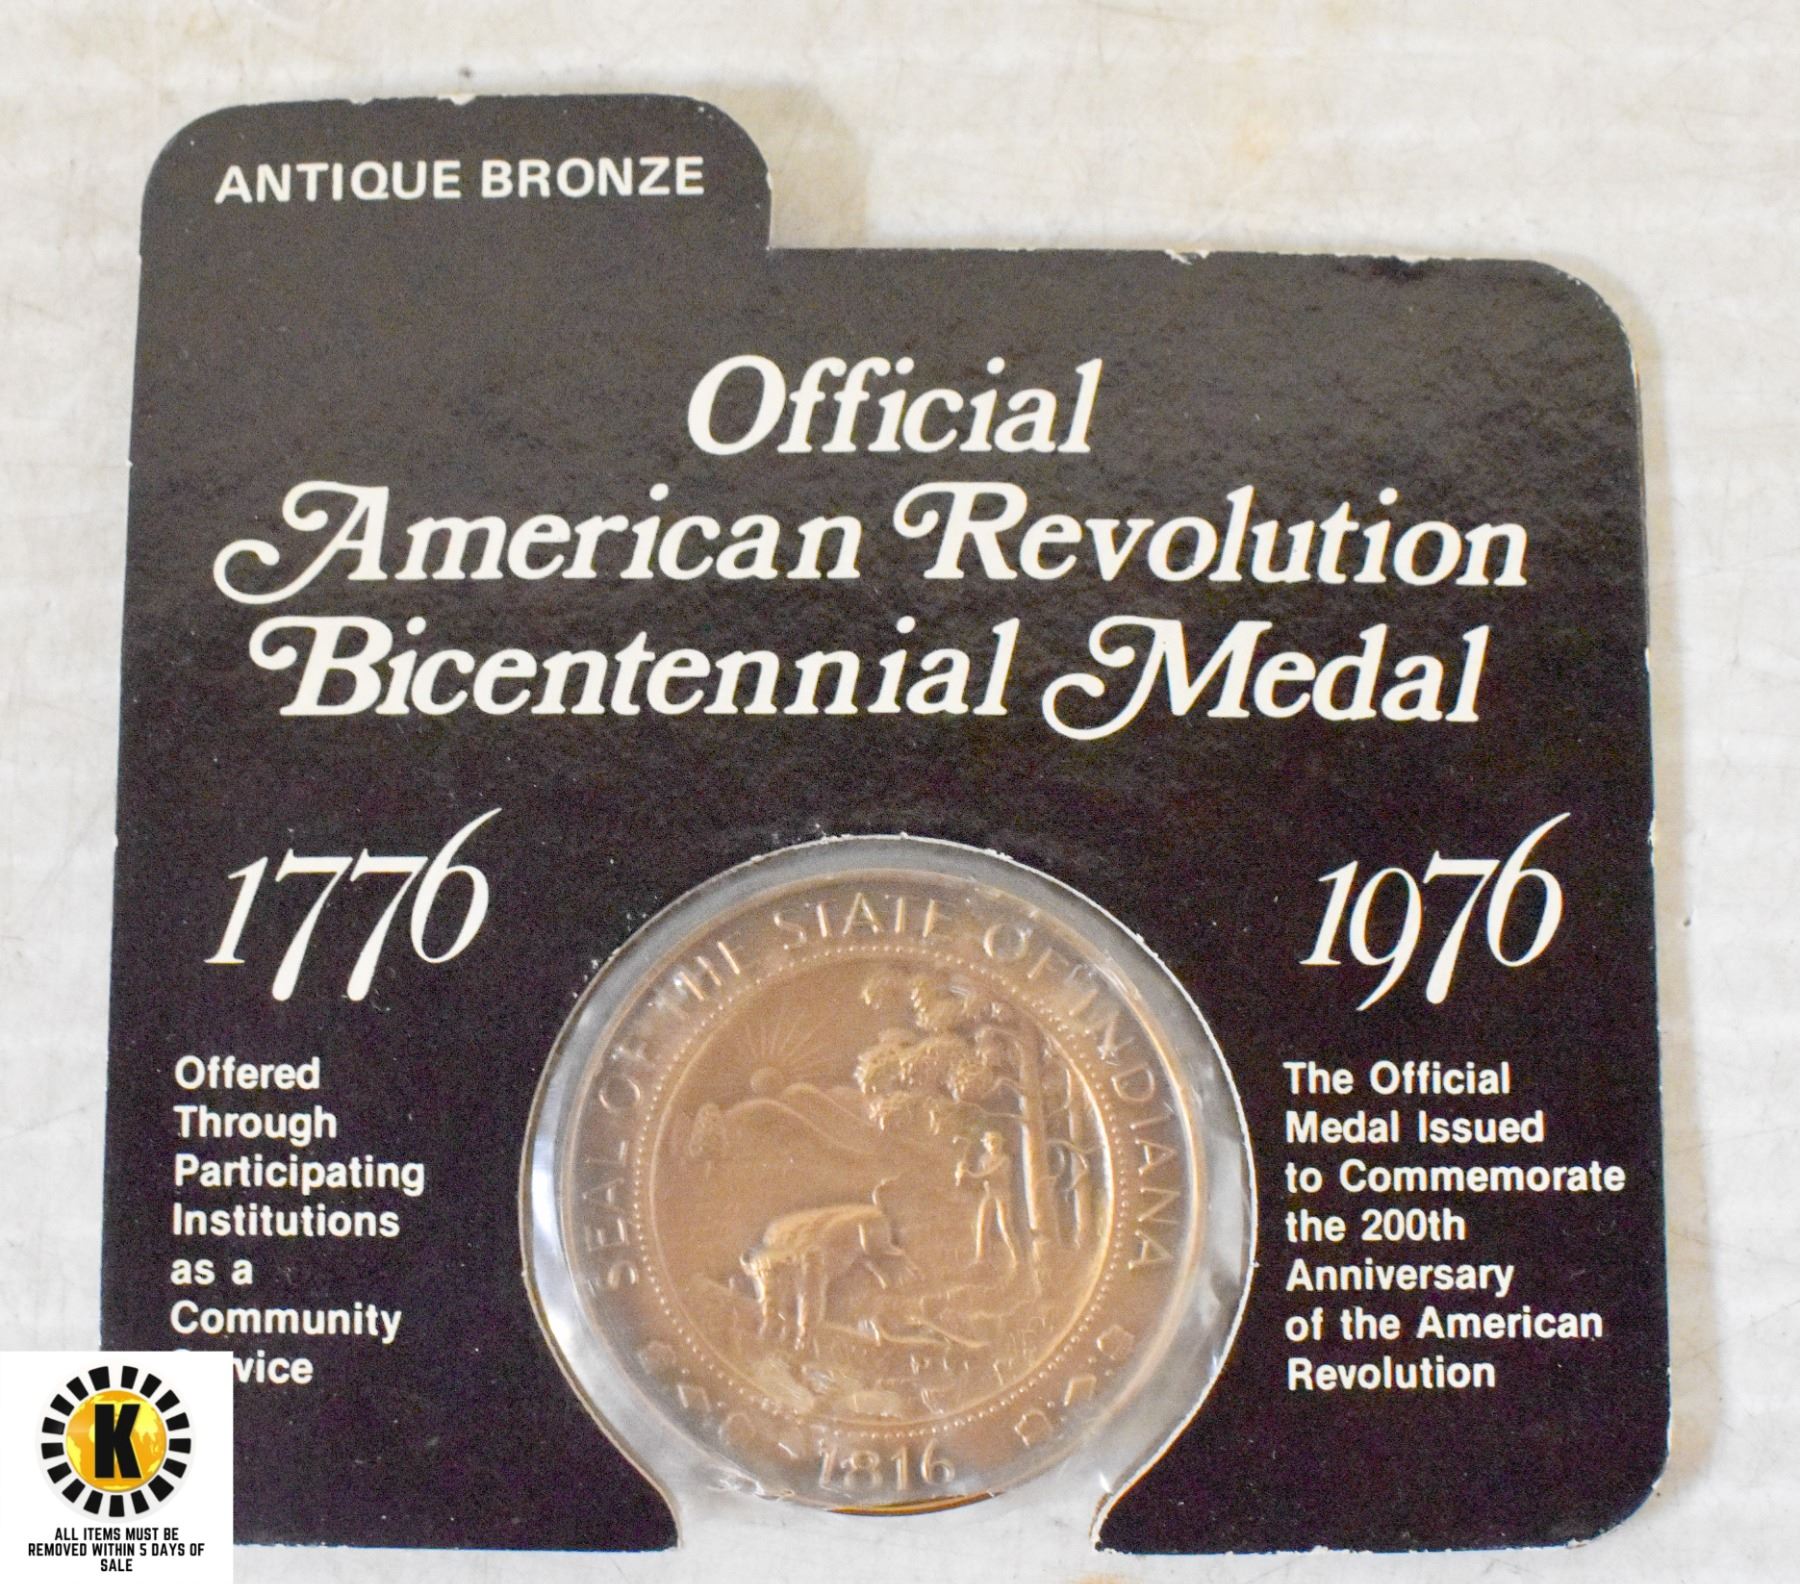 ANTIQUE BRONZE
Official
American Revolution
Bicentennial Medal
1776
1976
Offered
Through
Participating
Institutions
as a
Community
vice
The Official
Medal Issued
to Commemorate
the 200th
Anniversary
of the American
Revolution
SEAL OF THE STATE OF INDIANA
1816
K
ALL ITEMS MUST BE
REMOVED WITHIN 5 DAYS OF
SALE